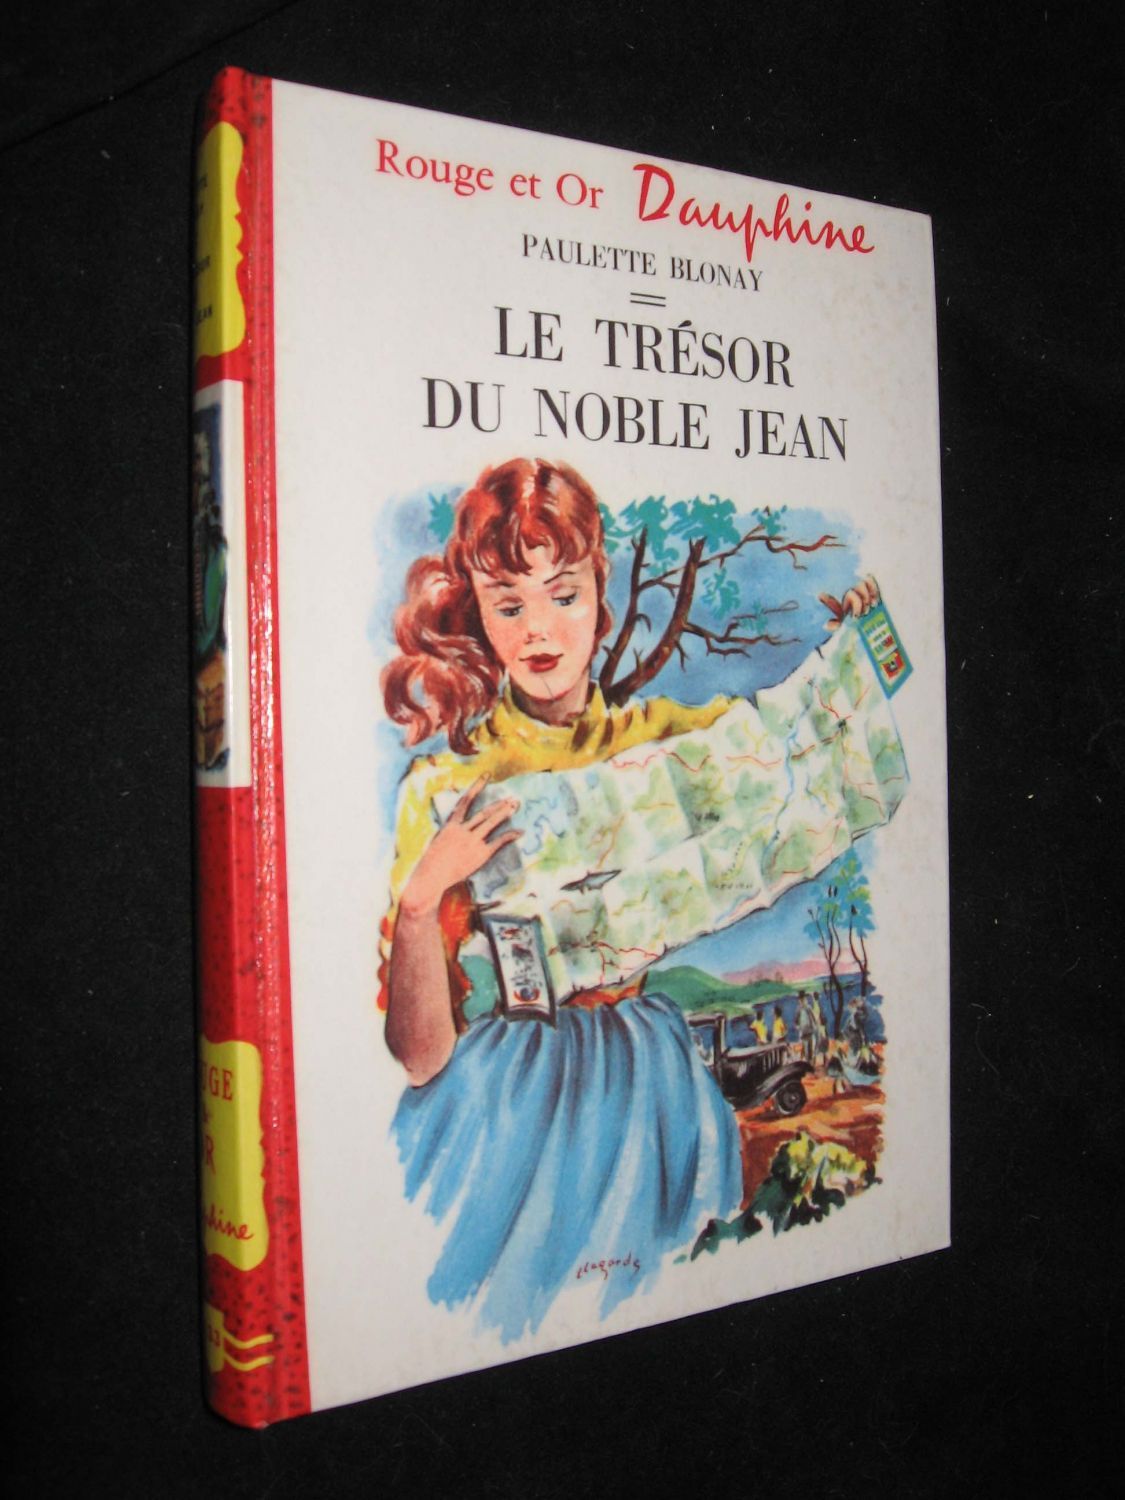 Rouge et Or Dauphine
PAULETTE BLONAY
LE TRÉSOR
DU NOBLE JEAN